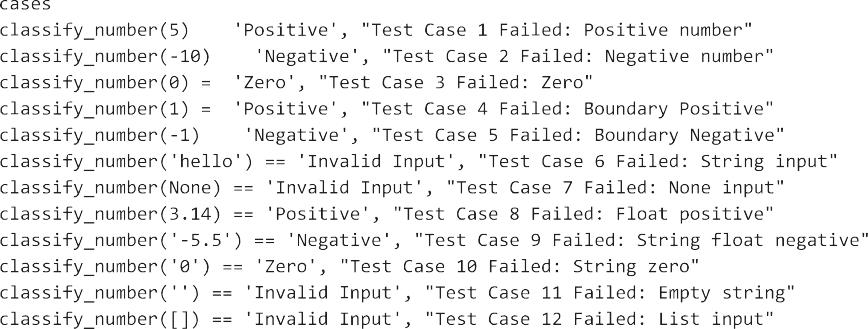 cases
classify_number(5) 'Positive', "Test Case 1 Failed: Positive number"
classify_number(-10) 'Negative', "Test Case 2 Failed: Negative number"
classify_number(0) = 'Zero', "Test Case 3 Failed: Zero"
classify_number(1) = 'Positive', "Test Case 4 Failed: Boundary Positive"
classify_number(-1) 'Negative', "Test Case 5 Failed: Boundary Negative"
classify_number('hello') == 'Invalid Input', "Test Case 6 Failed: String input"
classify_number(None) == 'Invalid Input', "Test Case 7 Failed: None input"
classify_number(3.14) == 'Positive', "Test Case 8 Failed: Float positive"
classify_number('-5.5') == 'Negative', "Test Case 9 Failed: String float negative"
classify_number('0') == 'Zero', "Test Case 10 Failed: String zero"
classify_number('') == 'Invalid Input', "Test Case 11 Failed: Empty string"
classify_number([]) == 'Invalid Input', "Test Case 12 Failed: List input"